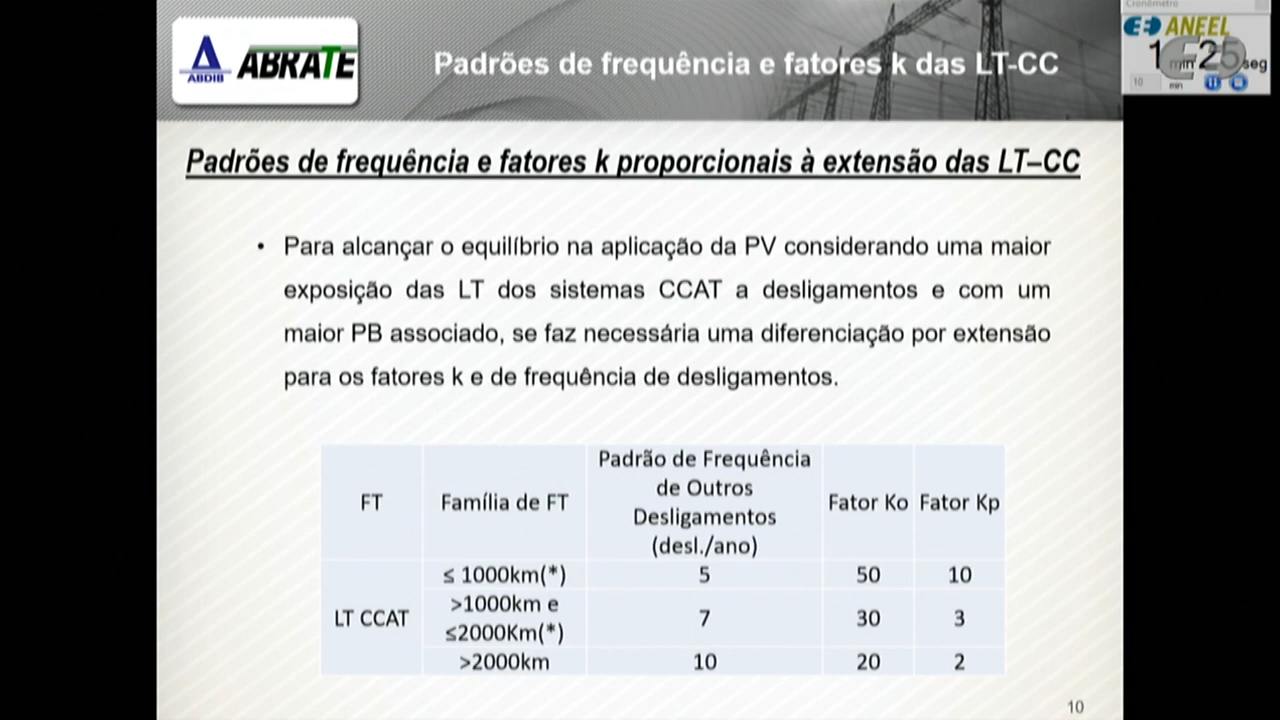 ABDIB
ABRATE
Padrões de frequência e fatores k das LT-CC
Cronômetro
ANEEL
1 min 25 seg
10 min
Padrões de frequência e fatores k proporcionais à extensão das LT–CC
• Para alcançar o equilíbrio na aplicação da PV considerando uma maior
exposição das LT dos sistemas CCAT a desligamentos e com um
maior PB associado, se faz necessária uma diferenciação por extensão
para os fatores k e de frequência de desligamentos.
FT
Família de FT
Padrão de Frequência
de Outros
Desligamentos
(desl./ano)
Fator Ko
Fator Kp
LT CCAT
≤ 1000km(*) 5 50 10
>1000km e
≤2000Km(*)
7 30 3
>2000km 10 20 2
10